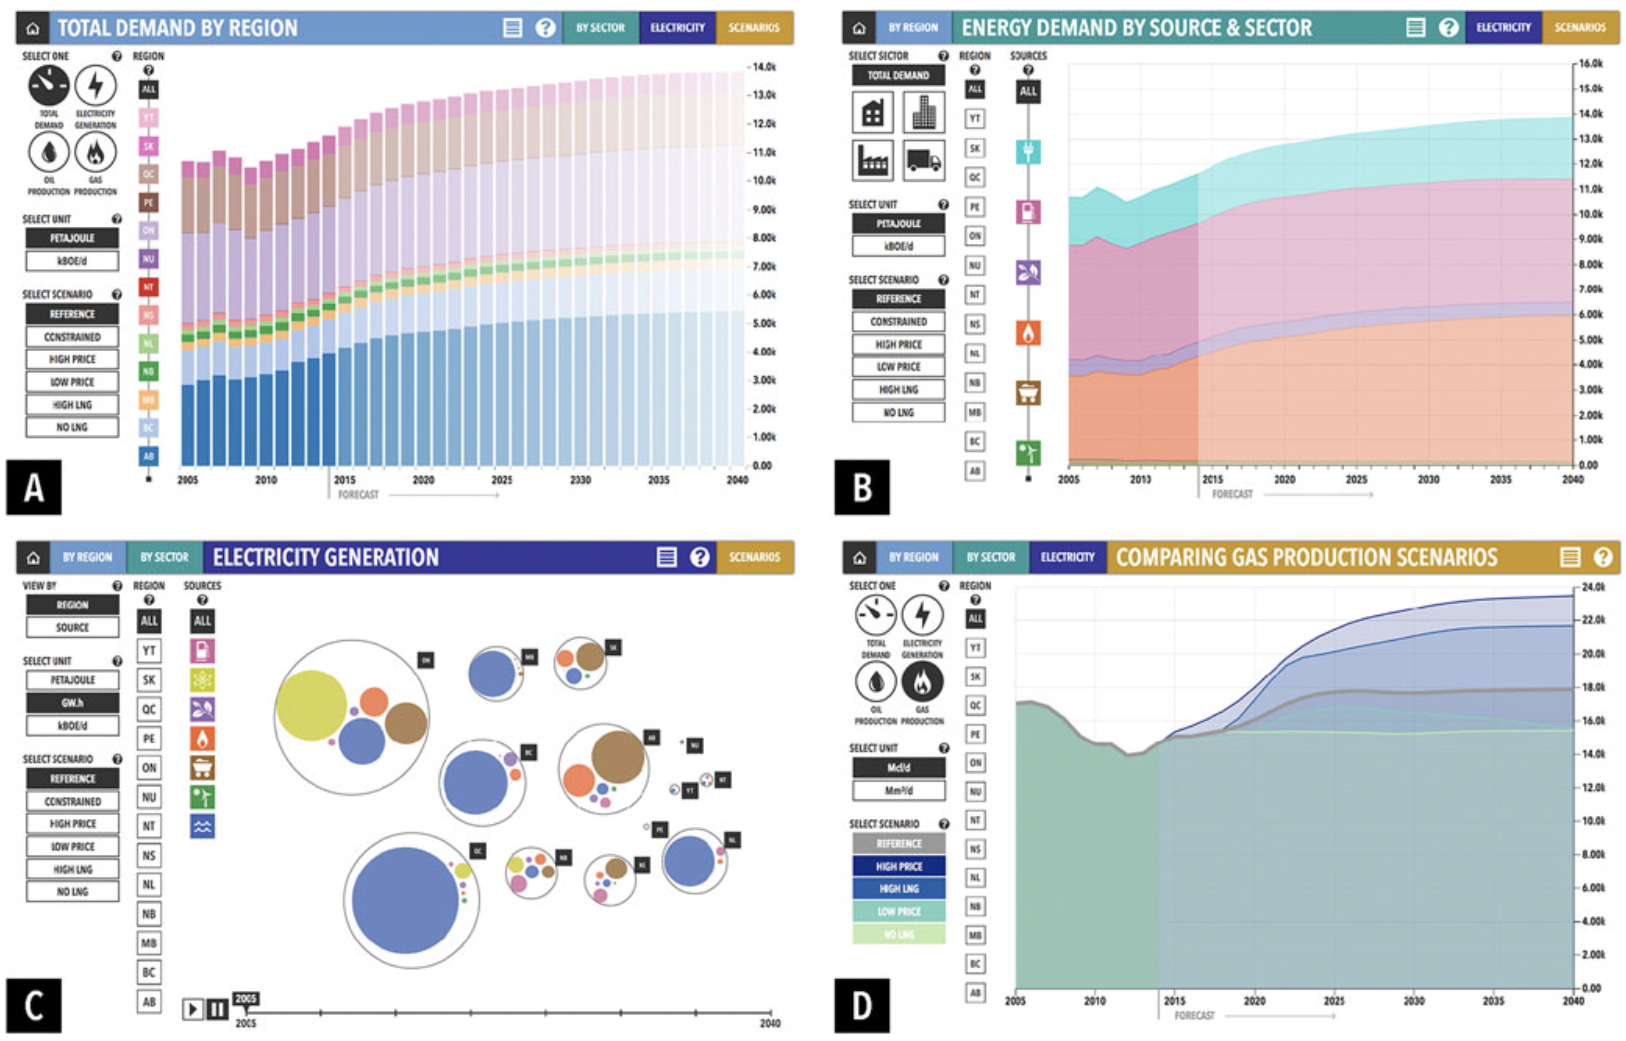 TOTAL DEMAND BY REGION
BY SECTOR
ELECTRICITY
SCENARIOS
SELECT ONE
REGION
TOTAL DEMAND
ELECTRICITY GENERATION
OIL PRODUCTION
GAS PRODUCTION
SELECT UNIT
PETAJOULE
kBOE/d
SELECT SCENARIO
REFERENCE
CONSTRAINED
HIGH PRICE
LOW PRICE
HIGH LNG
NO LNG
ALL
YT
SK
QC
PE
ON
NU
NT
NS
NL
NB
MB
BC
AB
14.0k
13.0k
12.0k
11.0k
10.0k
9.00k
8.00k
7.00k
6.00k
5.00k
4.00k
3.00k
2.00k
1.00k
0.00
2005 2010 2015 2020 2030 2035 2040
2025
FORECAST
A
BY REGION
ENERGY DEMAND BY SOURCE & SECTOR
ELECTRICITY
SCENARIOS
SELECT SECTOR
REGION
SOURCES
TOTAL DEMAND
SELECT UNIT
PETAJOULE
kBOE/d
SELECT SCENARIO
REFERENCE
CONSTRAINED
HIGH PRICE
LOW PRICE
HIGH LNG
NO LNG
ALL
YT
SK
QC
PE
ON
NU
NT
NS
NL
NB
MB
BC
AB
ALL
16.0k
15.0k
14.0k
13.0k
12.0k
11.0k
10.0k
9.00k
8.00k
7.00k
6.00k
5.00k
4.00k
3.00k
2.00k
1.00k
0.00
2005 2010 2015 2020 2025 2030 2035 2040
FORECAST
B
BY REGION
BY SECTOR
ELECTRICITY GENERATION
SCENARIOS
VIEW BY
REGION
SOURCES
REGION
SOURCE
SELECT UNIT
PETAJOULE
GW.h
kBOE/d
SELECT SCENARIO
REFERENCE
CONSTRAINED
HIGH PRICE
LOW PRICE
HIGH LNG
NO LNG
ALL
YT
SK
QC
PE
ON
NU
NT
NS
NL
NB
MB
BC
AB
ALL
ON
MB
SK
BC
AB
NU
NT
YT
PE
QC
NB
NL
2005
2005
2040
C
BY REGION
BY SECTOR
ELECTRICITY
COMPARING GAS PRODUCTION SCENARIOS
SELECT ONE
REGION
TOTAL DEMAND
ELECTRICITY GENERATION
OIL PRODUCTION
GAS PRODUCTION
SELECT UNIT
Mcf/d
Mm³/d
SELECT SCENARIO
REFERENCE
HIGH PRICE
HIGH LNG
LOW PRICE
NO LNG
ALL
YT
SK
QC
PE
ON
NU
NT
NS
NL
NB
MB
BC
AB
24.0k
22.0k
20.0k
18.0k
16.0k
14.0k
12.0k
10.0k
8.00k
6.00k
4.00k
2.00k
0.00
2005 2010 2015 2020 2025 2030 2035 2040
FORECAST
D